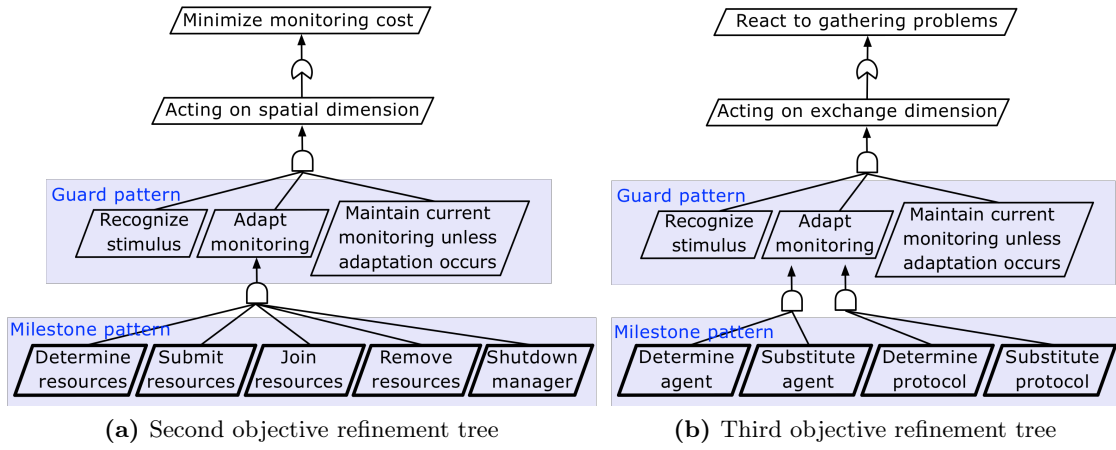 Minimize monitoring cost
Acting on spatial dimension
Guard pattern
Recognize
stimulus
Adapt
monitoring
Maintain current
monitoring unless
adaptation occurs
Milestone pattern
Determine
resources
Submit
resources
Join
resources
Remove
resources
Shutdown
manager
(a) Second objective refinement tree
React to gathering problems
Acting on exchange dimension
Guard pattern
Recognize
stimulus
Adapt
monitoring
Maintain current
monitoring unless
adaptation occurs
Milestone pattern
Determine
agent
Substitute
agent
Determine
protocol
Substitute
protocol
(b) Third objective refinement tree